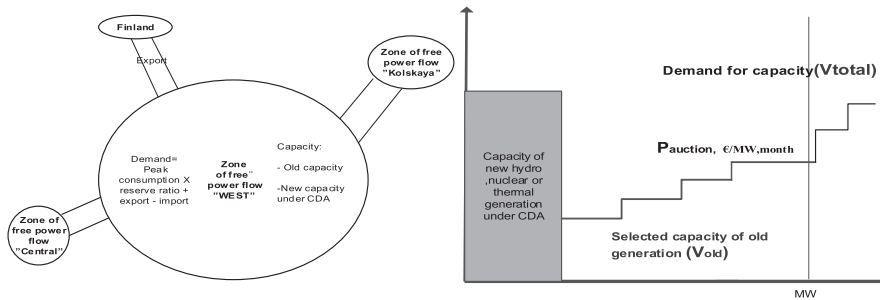 Finland
Export
Zone of free
power flow
"Kolskaya"
Demand=
Peak
consumption X
reserve ratio +
export - import
Zone
of free"
power flow
"WEST"
Capacity:
- Old capacity
-New capacity
under CDA
Zone of
free power
flow
"Central"
Demand for capacity(Vtotal)
Pauction, €/MW,month
Capacity of
new hydro
,nuclear or
thermal
generation
under CDA
Selected capacity of old
generation (Vold)
MW